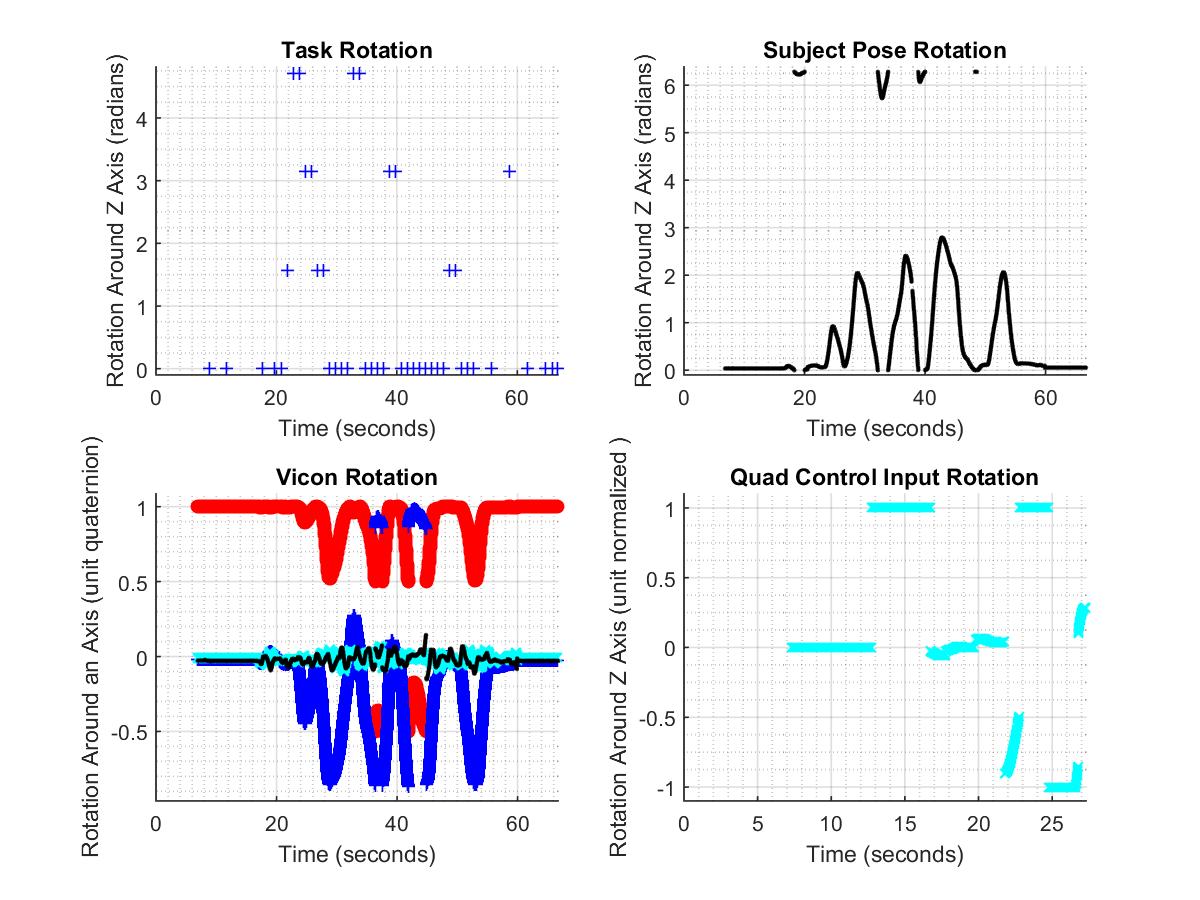 Task Rotation
Rotation Around Z Axis (radians)
4
3
2
1
0
0 20 40 60
Time (seconds)
Subject Pose Rotation
Rotation Around Z Axis (radians)
6
5
4
3
2
1
0
0 20 40 60
Time (seconds)
Vicon Rotation
Rotation Around an Axis (unit quaternion)
1
0.5
0
-0.5
0 20 40 60
Time (seconds)
Quad Control Input Rotation
Rotation Around Z Axis (unit normalized )
1
0.5
0
-0.5
-1
0 5 10 15 20 25
Time (seconds)